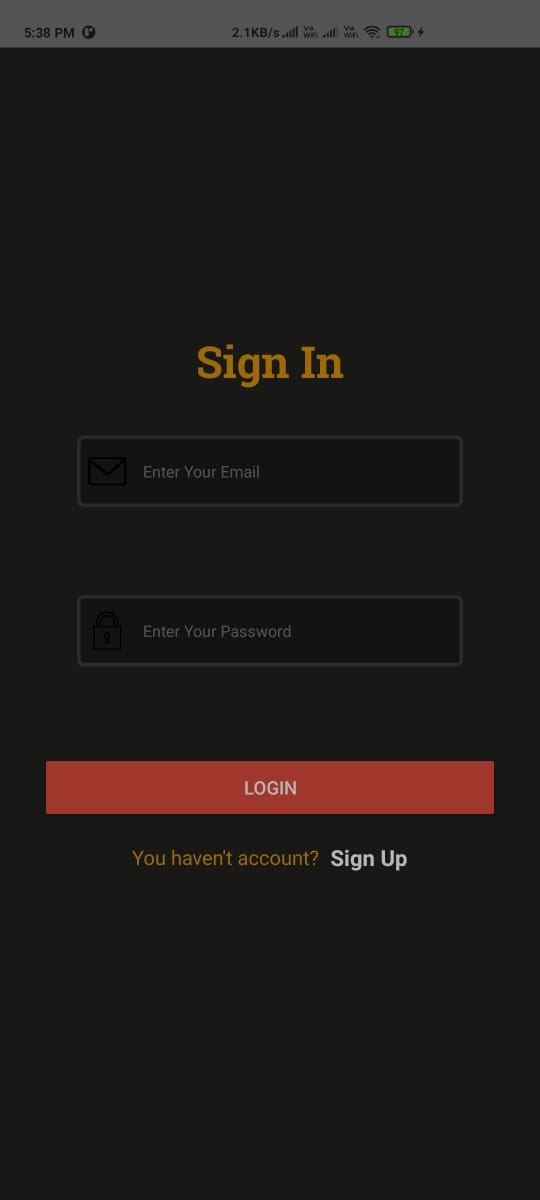 5:38 PM 2.1KB/s Vo WiFi Vo WiFi 97
Sign In
Enter Your Email
Enter Your Password
LOGIN
You haven't account? Sign Up